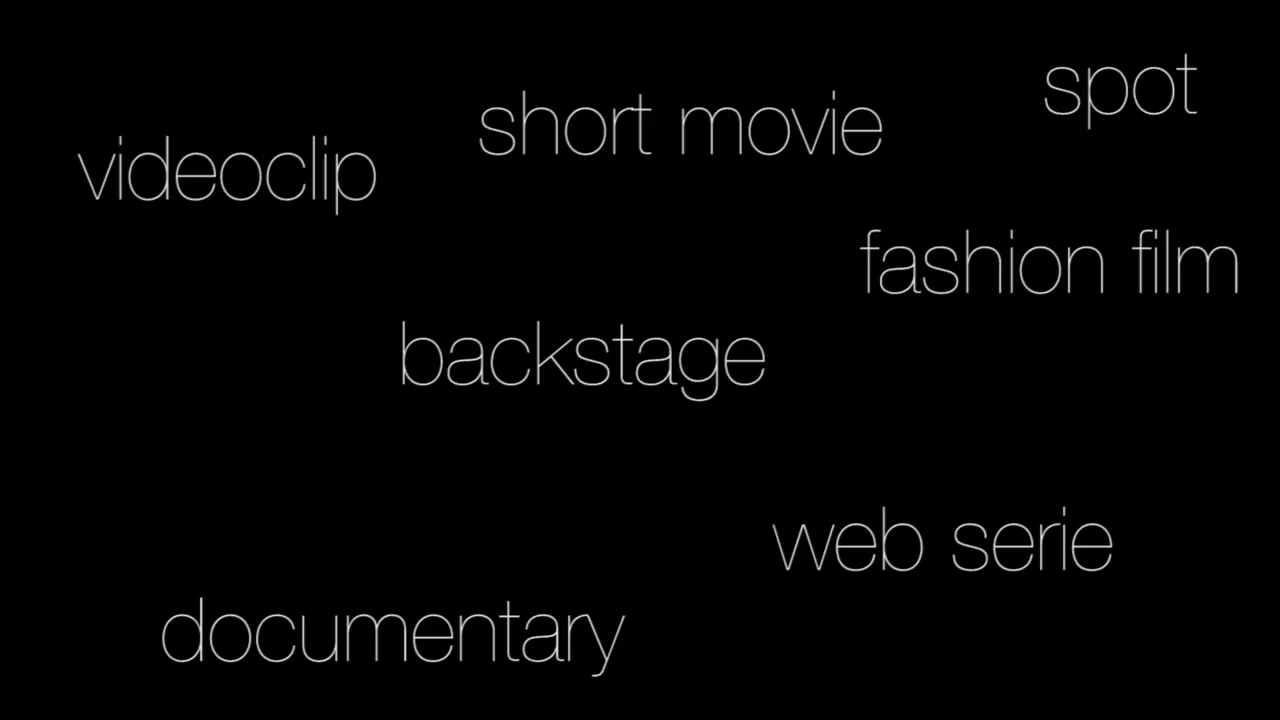 spot
short movie
videoclip
fashion film
backstage
web serie
documentary